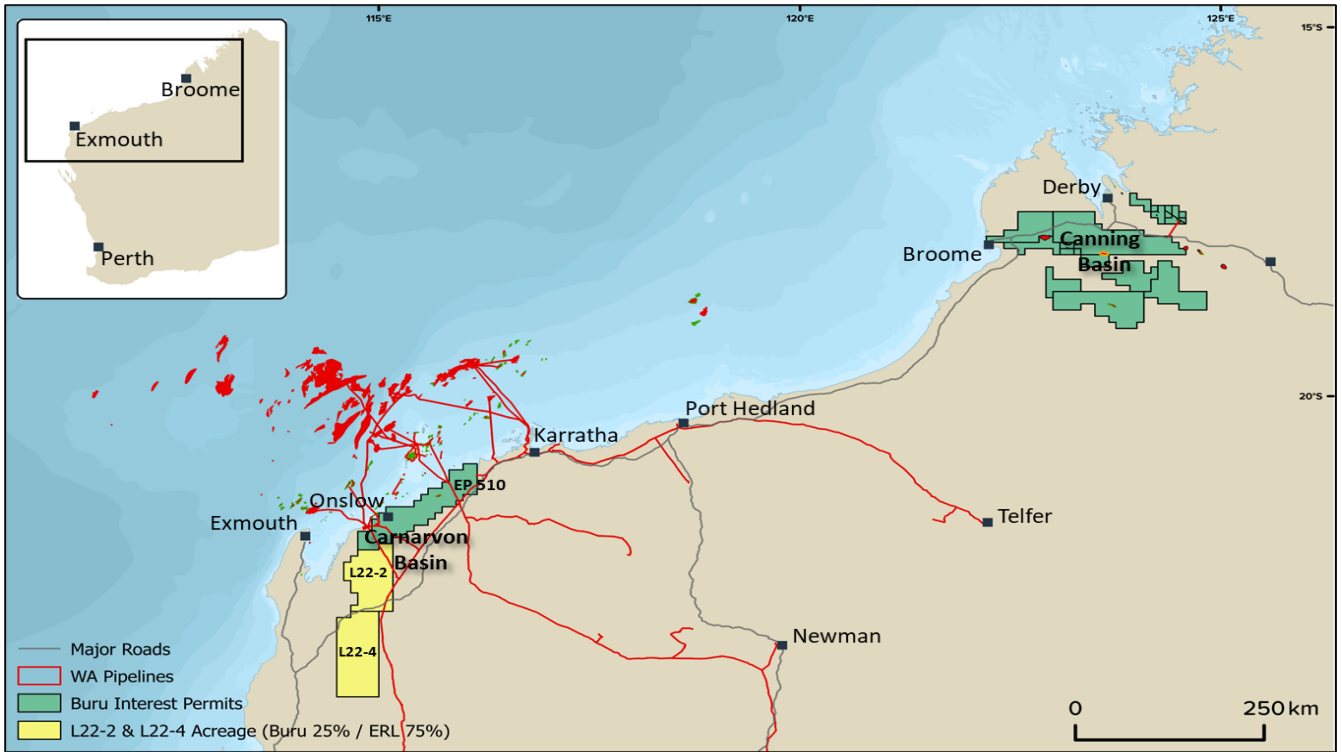 115°E
120°E
125°E
15°S
Broome
Exmouth
Perth
Derby
Canning
Basin
Broome
20°S
Port Hedland
Karratha
EP 510
Onslow
Exmouth
Telfer
Carnarvon
Basin
L22-2
L22-4
Newman
Major Roads
WA Pipelines
Buru Interest Permits
L22-2 & L22-4 Acreage (Buru 25% / ERL 75%)
0
250 km